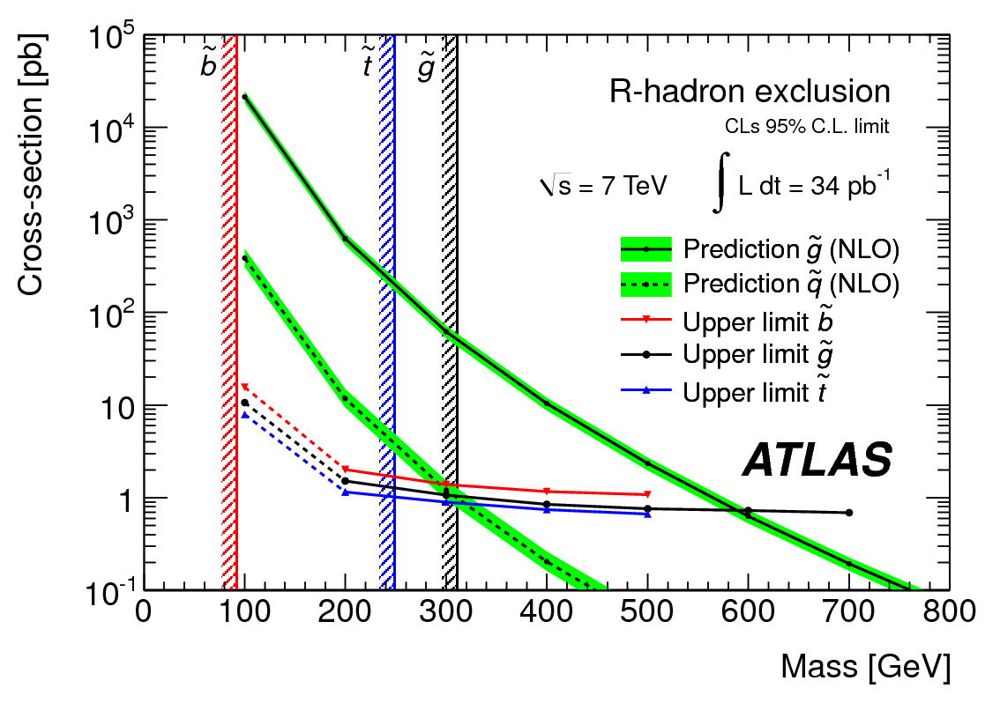 Cross-section [pb]
10⁵
10⁴
10³
10²
10
1
10⁻¹
b̃
t̃
g̃
R-hadron exclusion
CLs 95% C.L. limit
√s = 7 TeV ∫ L dt = 34 pb⁻¹
Prediction g̃ (NLO)
Prediction q̃ (NLO)
Upper limit b̃
Upper limit g̃
Upper limit t̃
ATLAS
0 100 200 300 400 500 600 700 800
Mass [GeV]